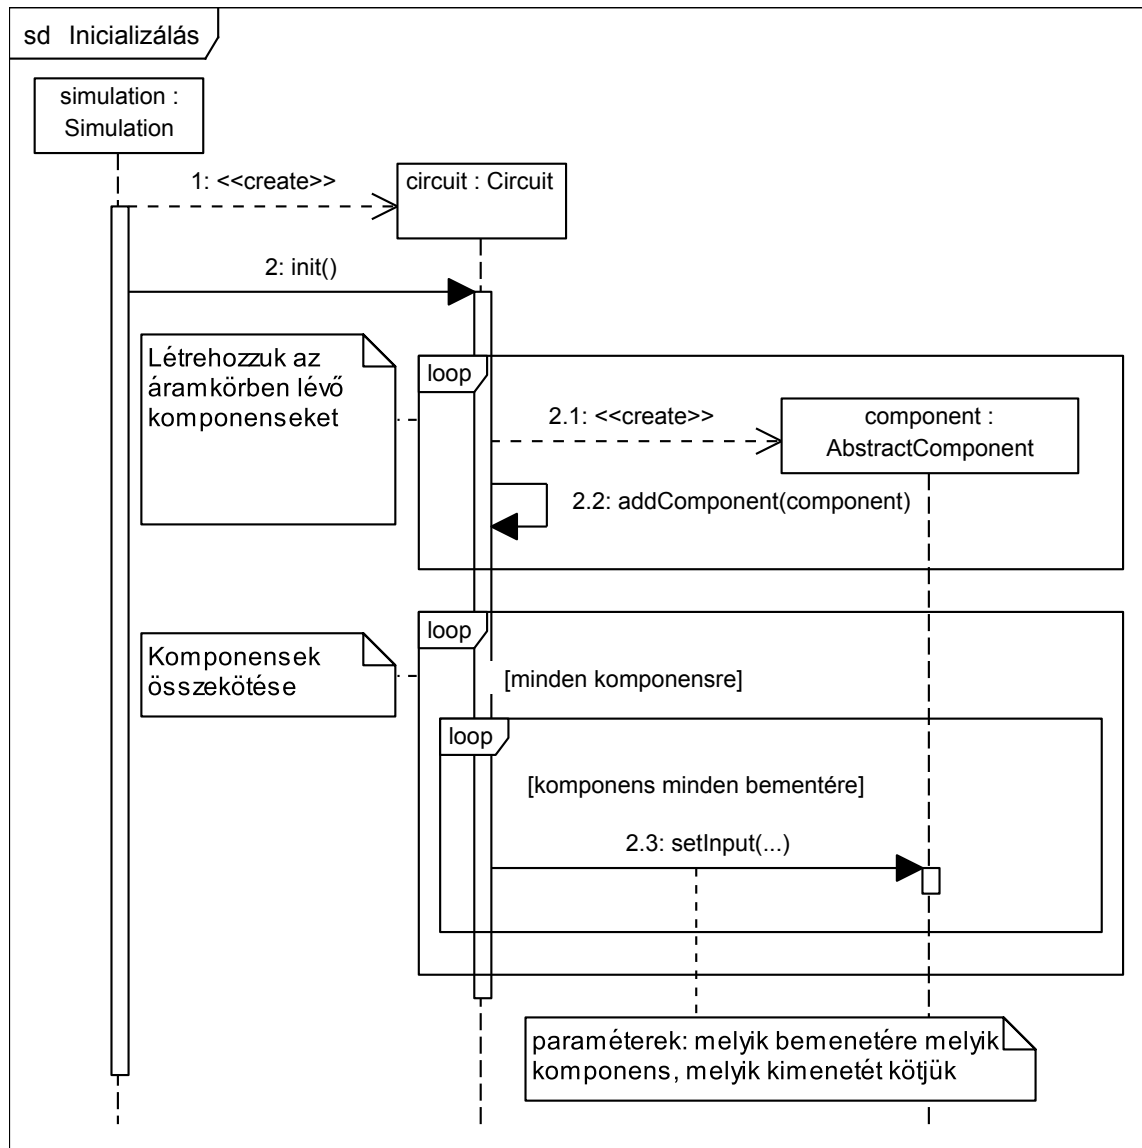 sd Inicializálás
simulation :
Simulation
1: <<create>>
circuit : Circuit
2: init()
Létrehozzuk az
áramkörben lévő
komponenseket
loop
2.1: <<create>>
component :
AbstractComponent
2.2: addComponent(component)
loop
Komponensek
összekötése
[minden komponensre]
loop
[komponens minden bementére]
2.3: setInput(...)
paraméterek: melyik bemenetére melyik
komponens, melyik kimenetét kötjük